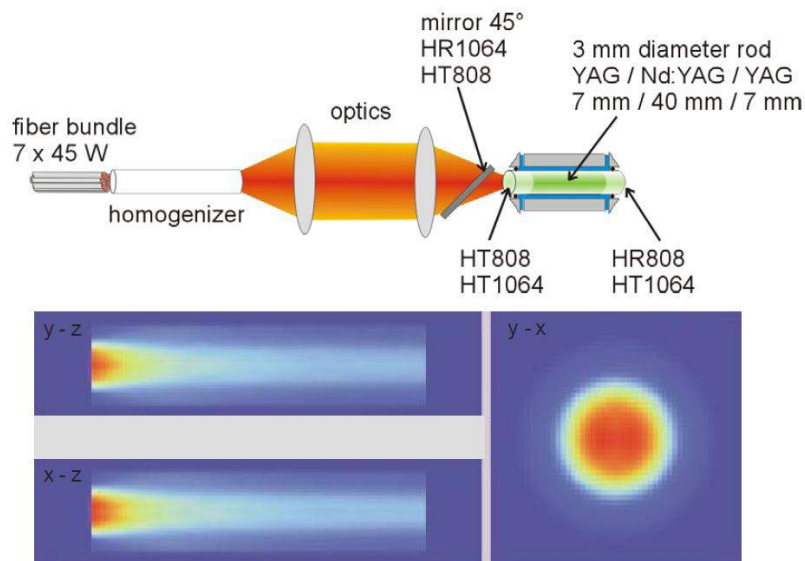 mirror 45°
HR1064
HT808
3 mm diameter rod
YAG / Nd:YAG / YAG
7 mm / 40 mm / 7 mm
optics
fiber bundle
7 x 45 W
homogenizer
HT808
HT1064
HR808
HT1064
y - z
y - x
x - z